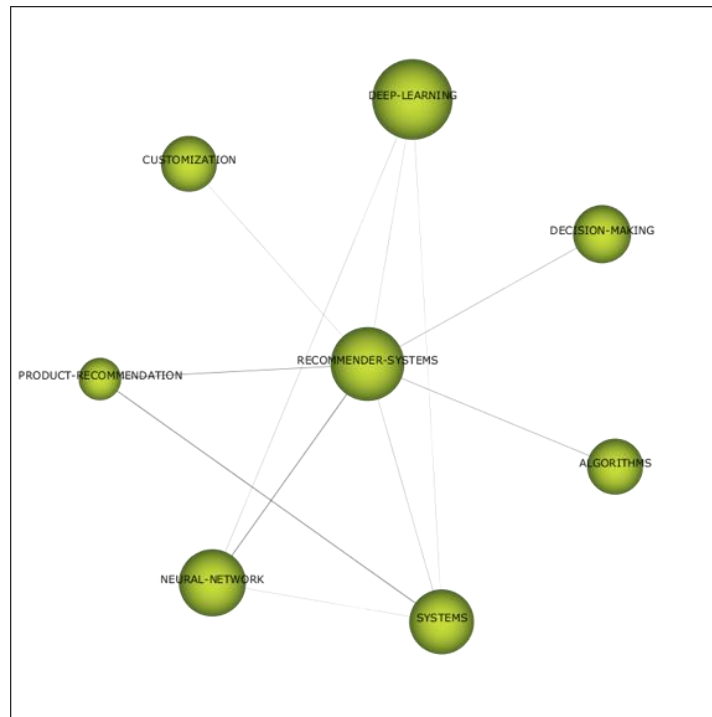 DEEP-LEARNING
CUSTOMIZATION
DECISION-MAKING
RECOMMENDER-SYSTEMS
PRODUCT-RECOMMENDATION
ALGORITHMS
NEURAL-NETWORK
SYSTEMS